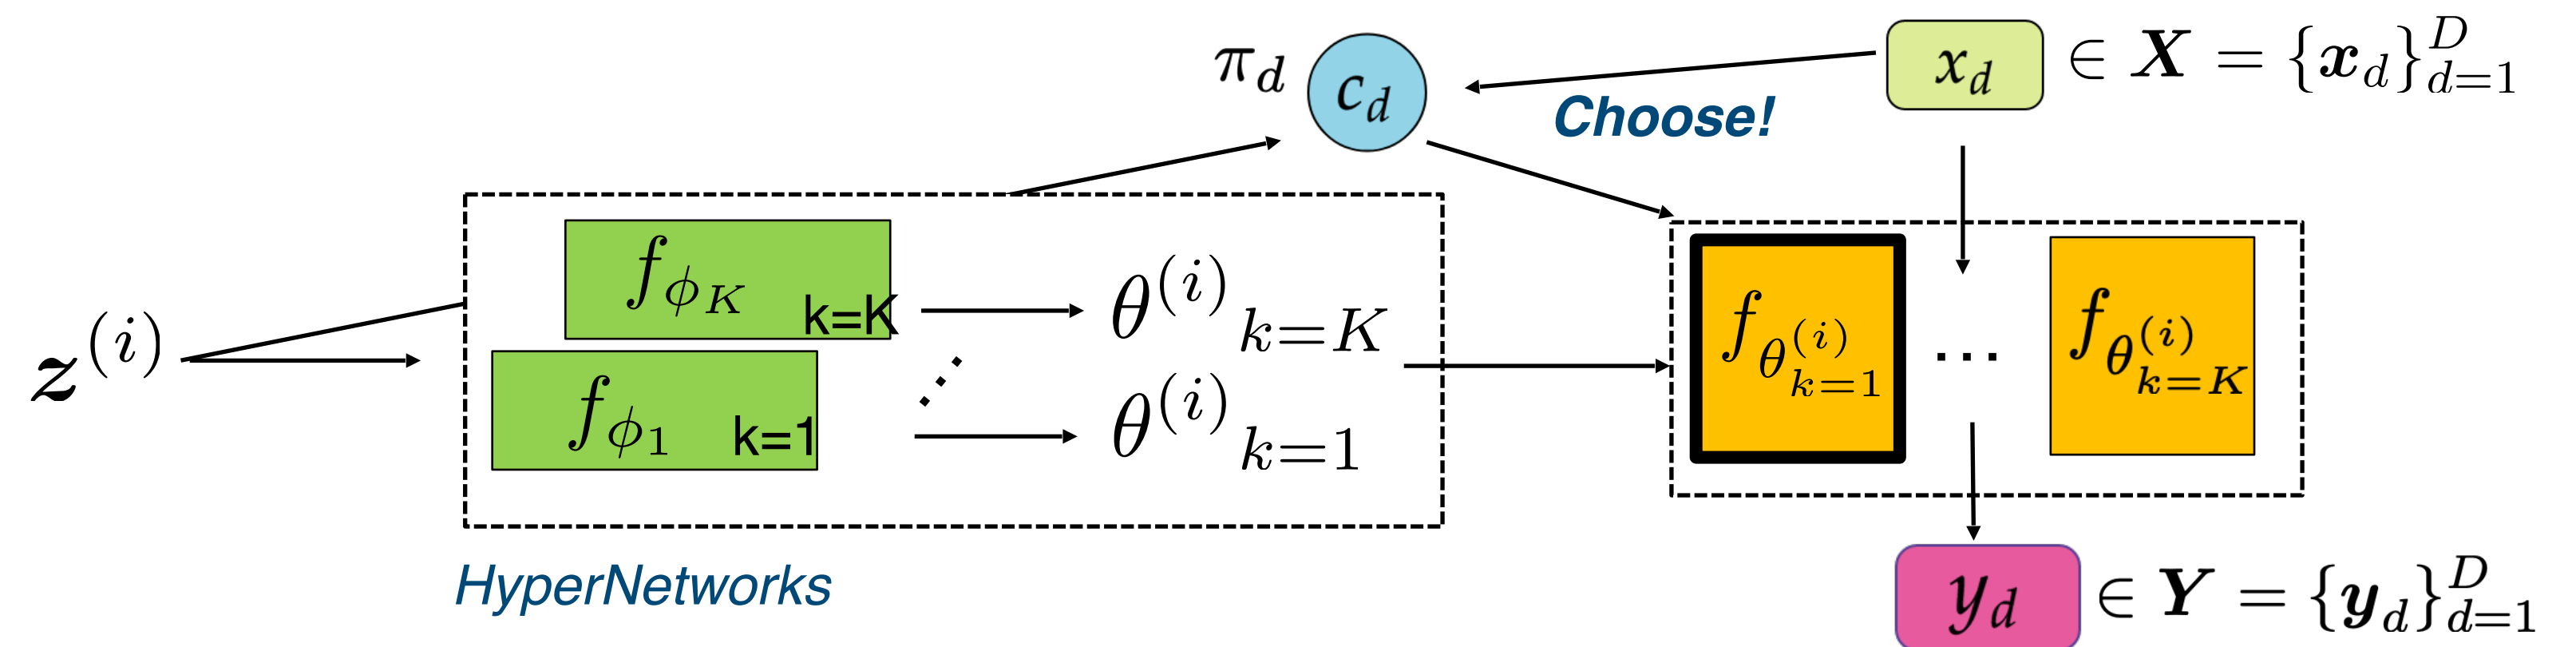 π_d c_d x_d ∈ X = {x_d}_{d=1}^{D}
Choose!
z^{(i)}
f_{ϕ_K} k=K θ^{(i)}_{k=K}
f_{ϕ_1} k=1 θ^{(i)}_{k=1}
f_{θ^{(i)}_{k=1}} ... f_{θ^{(i)}_{k=K}}
HyperNetworks
y_d ∈ Y = {y_d}_{d=1}^{D}